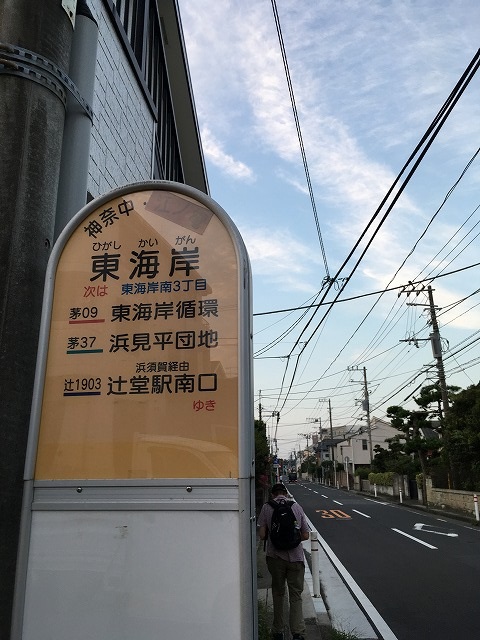 神奈中
ひがし かい がん
東海岸
次は 東海岸南3丁目
茅09 東海岸循環
茅37 浜見平団地
浜須賀経由
辻1903 辻堂駅南口
ゆき
30